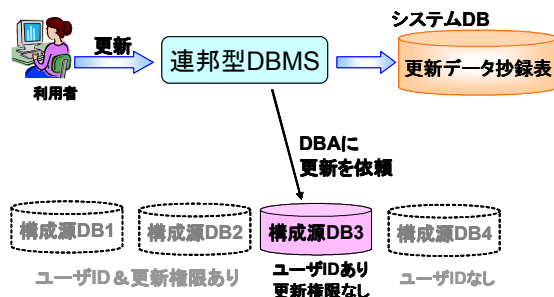 システムDB
更新
連邦型DBMS
更新データ抄録表
利用者
DBAに
更新を依頼
構成源DB1
構成源DB2
構成源DB3
構成源DB4
ユーザID＆更新権限あり
ユーザIDあり
更新権限なし
ユーザIDなし